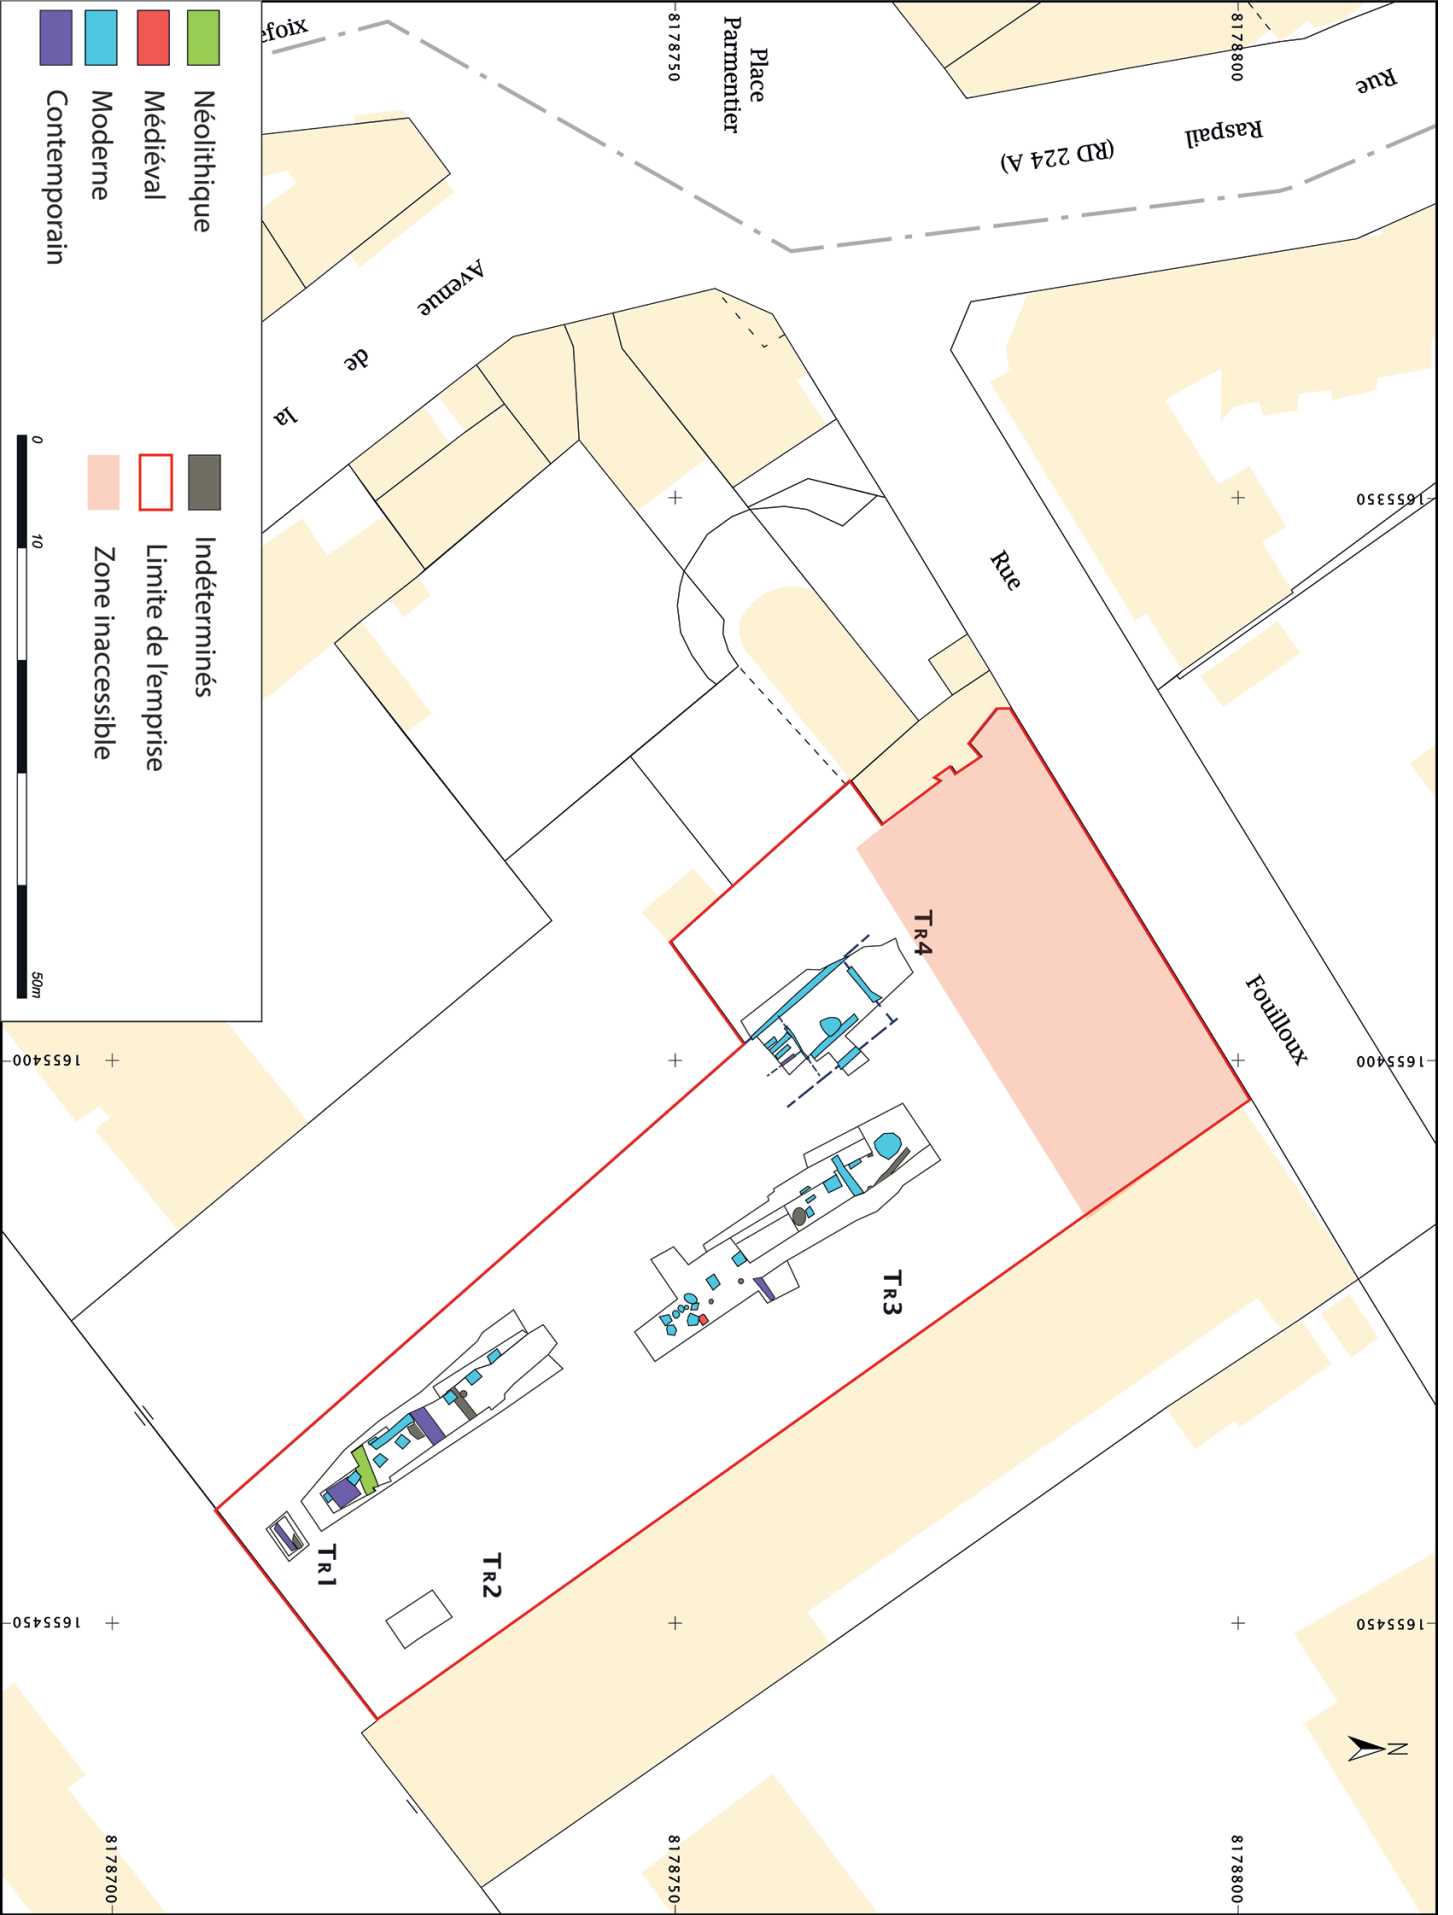 Place
Parmentier
Rue
Raspail
(RD 224 A)
Avenue
de
la
efoix
Rue
Fouilloux
Tr4
Tr3
Tr1
Tr2
N
8178750
8178800
8178700
8178750
8178800
1655350
1655400
1655400
1655450
1655450
Néolithique
Médiéval
Moderne
Contemporain
Indéterminés
Limite de l'emprise
Zone inaccessible
0
10
50m